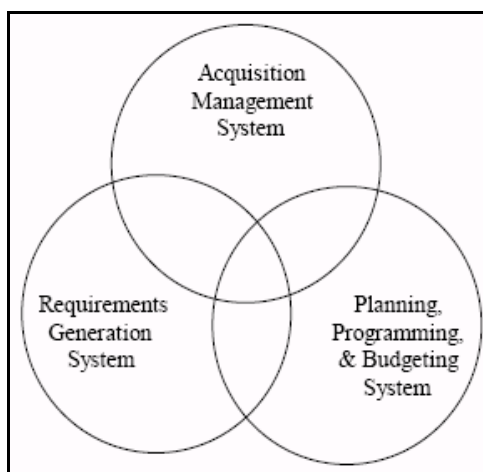 Acquisition
Management
System
Requirements
Generation
System
Planning,
Programming,
& Budgeting
System